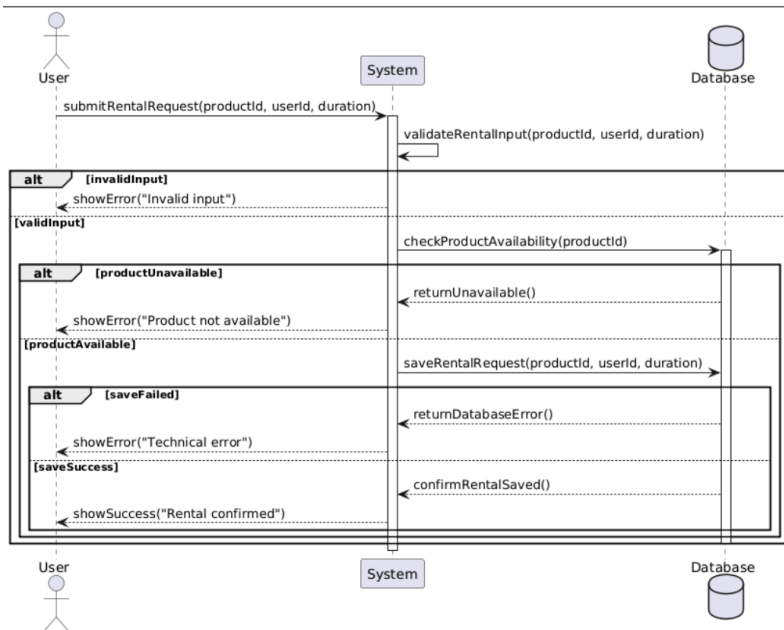 User
System
Database
submitRentalRequest(productId, userId, duration)
validateRentalInput(productId, userId, duration)
alt [invalidInput]
showError("Invalid input")
[validInput]
checkProductAvailability(productId)
alt [productUnavailable]
returnUnavailable()
showError("Product not available")
[productAvailable]
saveRentalRequest(productId, userId, duration)
alt [saveFailed]
returnDatabaseError()
showError("Technical error")
[saveSuccess]
confirmRentalSaved()
showSuccess("Rental confirmed")
User
System
Database